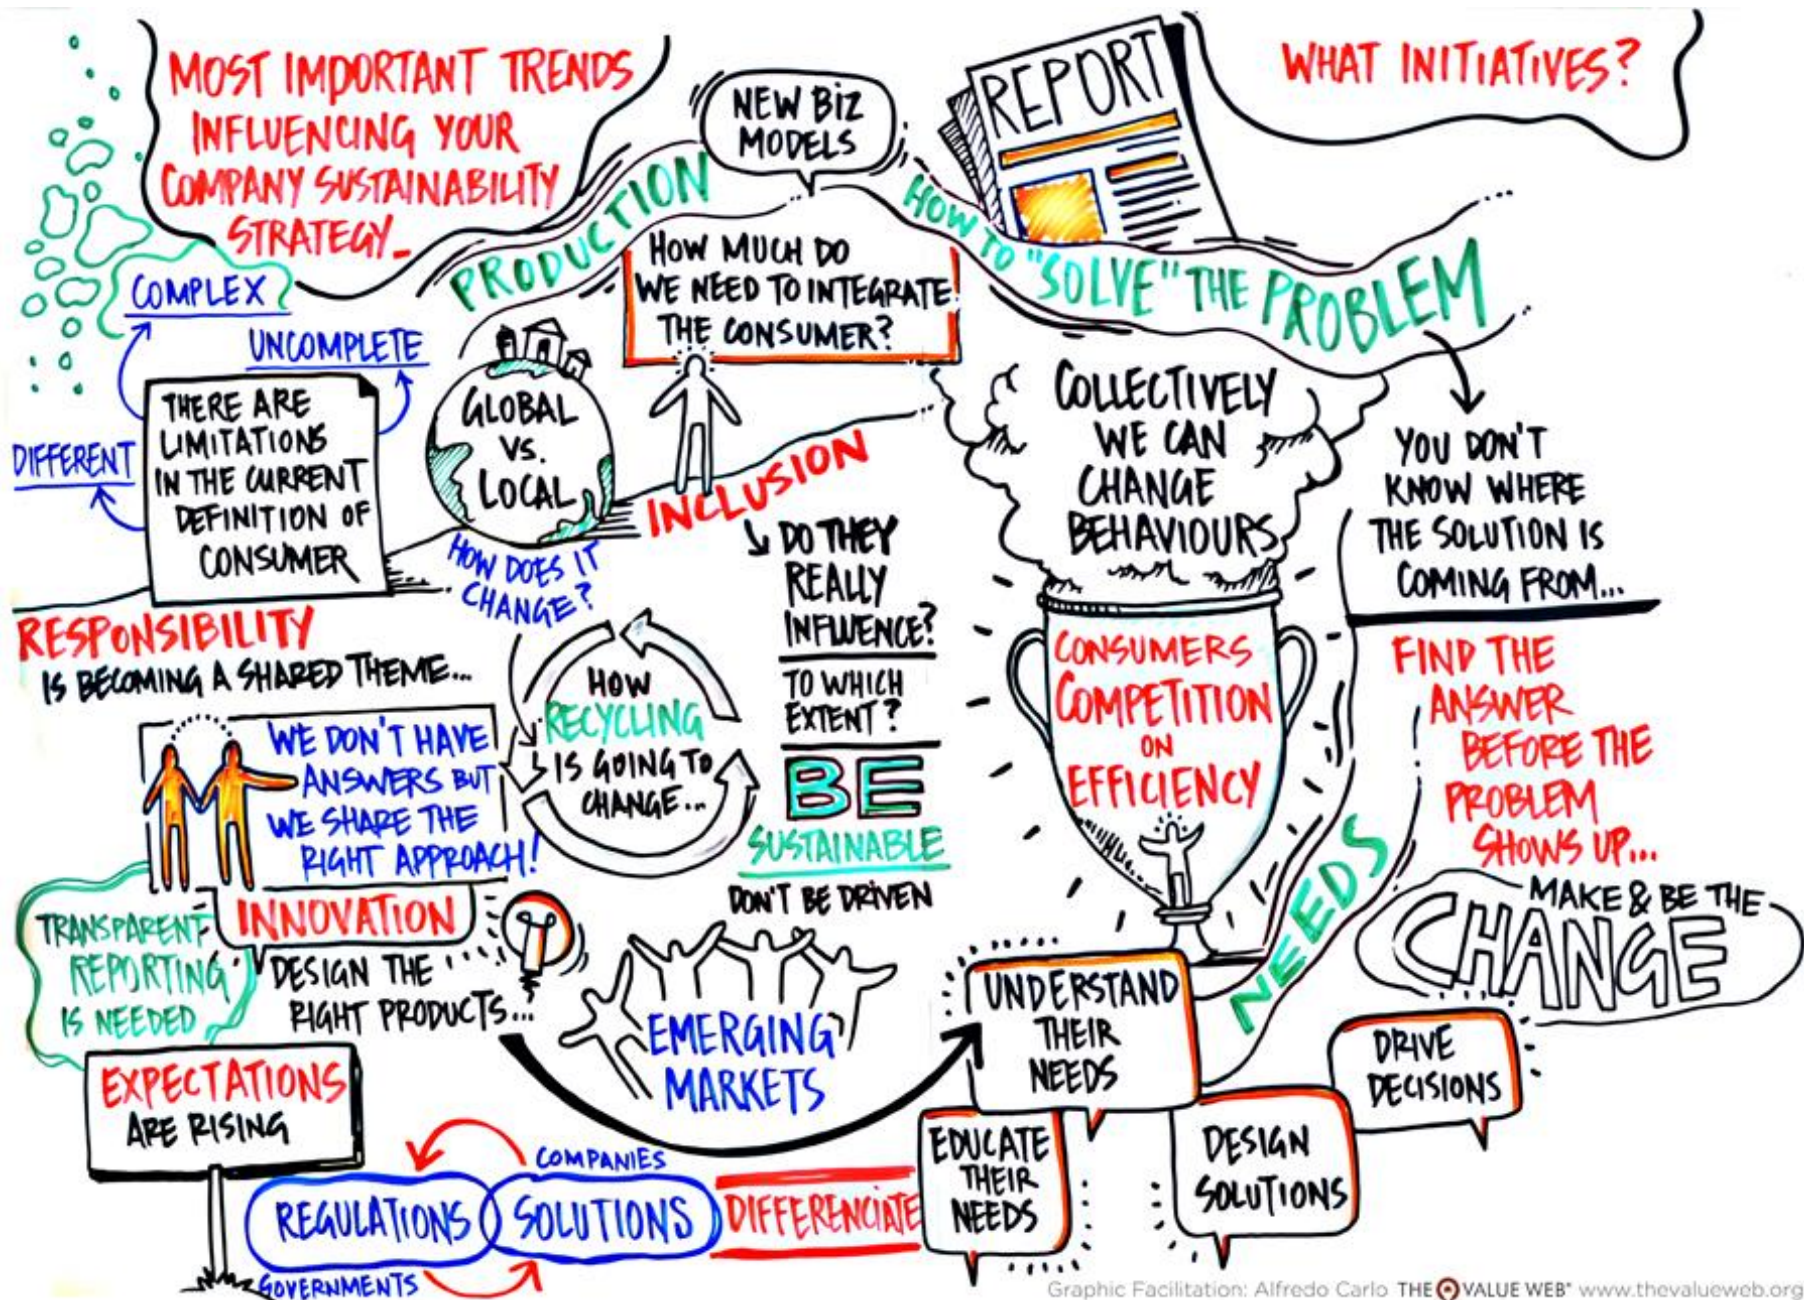 MOST IMPORTANT TRENDS
INFLUENCING YOUR
COMPANY SUSTAINABILITY
STRATEGY_
NEW BIZ
MODELS
REPORT
WHAT INITIATIVES?
PRODUCTION
HOW TO "SOLVE" THE PROBLEM
COMPLEX
UNCOMPLETE
DIFFERENT
THERE ARE
LIMITATIONS
IN THE CURRENT
DEFINITION OF
CONSUMER
GLOBAL
VS.
LOCAL
HOW DOES IT
CHANGE?
HOW MUCH DO
WE NEED TO INTEGRATE
THE CONSUMER?
INCLUSION
DO THEY
REALLY
INFLUENCE?
TO WHICH
EXTENT?
BE
SUSTAINABLE
DON'T BE DRIVEN
COLLECTIVELY
WE CAN
CHANGE
BEHAVIOURS
CONSUMERS
COMPETITION
ON
EFFICIENCY
YOU DON'T
KNOW WHERE
THE SOLUTION IS
COMING FROM...
FIND THE
ANSWER
BEFORE THE
PROBLEM
SHOWS UP...
MAKE & BE THE
CHANGE
RESPONSIBILITY
IS BECOMING A SHARED THEME...
WE DON'T HAVE
ANSWERS BUT
WE SHARE THE
RIGHT APPROACH!
HOW
RECYCLING
IS GOING TO
CHANGE...
INNOVATION
DESIGN THE
RIGHT PRODUCTS...
TRANSPARENT
REPORTING
IS NEEDED
EXPECTATIONS
ARE RISING
EMERGING
MARKETS
NEEDS
UNDERSTAND
THEIR
NEEDS
EDUCATE
THEIR
NEEDS
DESIGN
SOLUTIONS
DRIVE
DECISIONS
COMPANIES
REGULATIONS
SOLUTIONS
DIFFERENCIATE
GOVERNMENTS
Graphic Facilitation: Alfredo Carlo THE VALUE WEB® www.thevalueweb.org